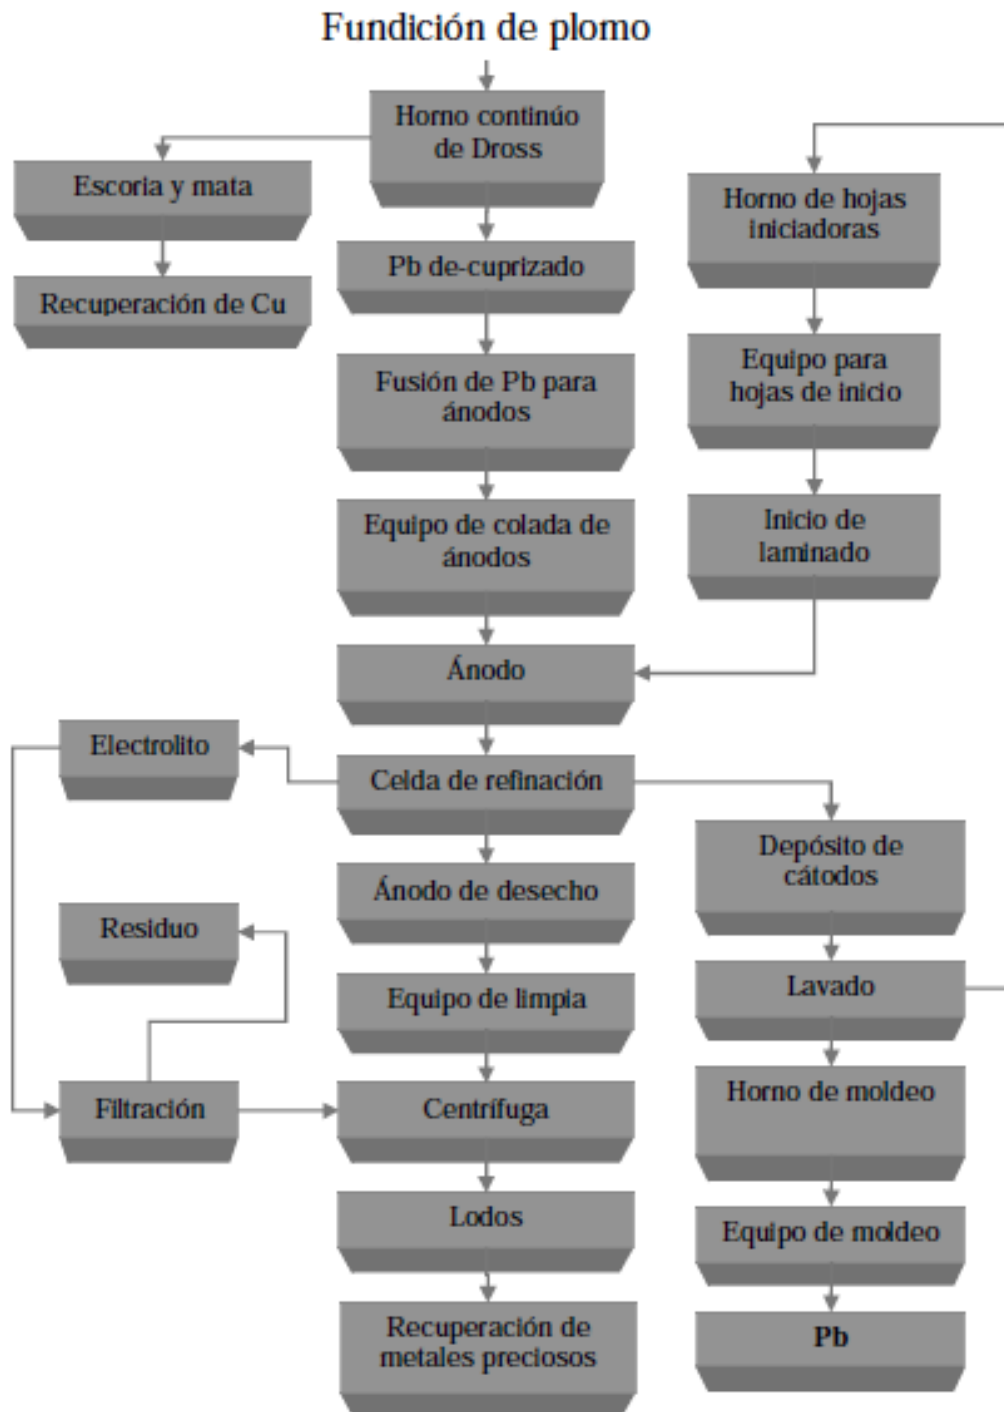 Fundición de plomo
Horno continúo
de Dross
Escoria y mata
Recuperación de Cu
Pb de-cuprizado
Fusión de Pb para
ánodos
Equipo de colada de
ánodos
Horno de hojas
iniciadoras
Equipo para
hojas de inicio
Inicio de
laminado
Ánodo
Electrolito
Celda de refinación
Depósito de
cátodos
Ánodo de desecho
Residuo
Equipo de limpia
Lavado
Filtración
Centrífuga
Horno de moldeo
Lodos
Equipo de moldeo
Recuperación de
metales preciosos
Pb